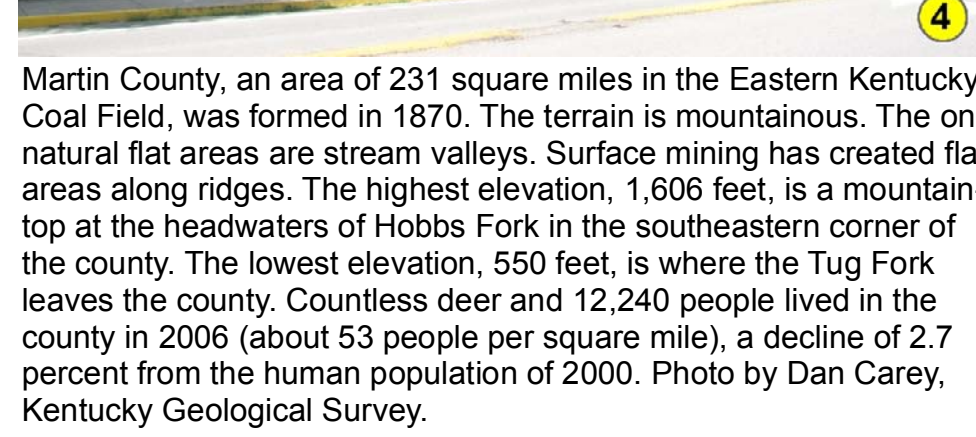 4
Martin County, an area of 231 square miles in the Eastern Kentucky
Coal Field, was formed in 1870. The terrain is mountainous. The on
natural flat areas are stream valleys. Surface mining has created fla
areas along ridges. The highest elevation, 1,606 feet, is a mountain-
top at the headwaters of Hobbs Fork in the southeastern corner of
the county. The lowest elevation, 550 feet, is where the Tug Fork
leaves the county. Countless deer and 12,240 people lived in the
county in 2006 (about 53 people per square mile), a decline of 2.7
percent from the human population of 2000. Photo by Dan Carey,
Kentucky Geological Survey.